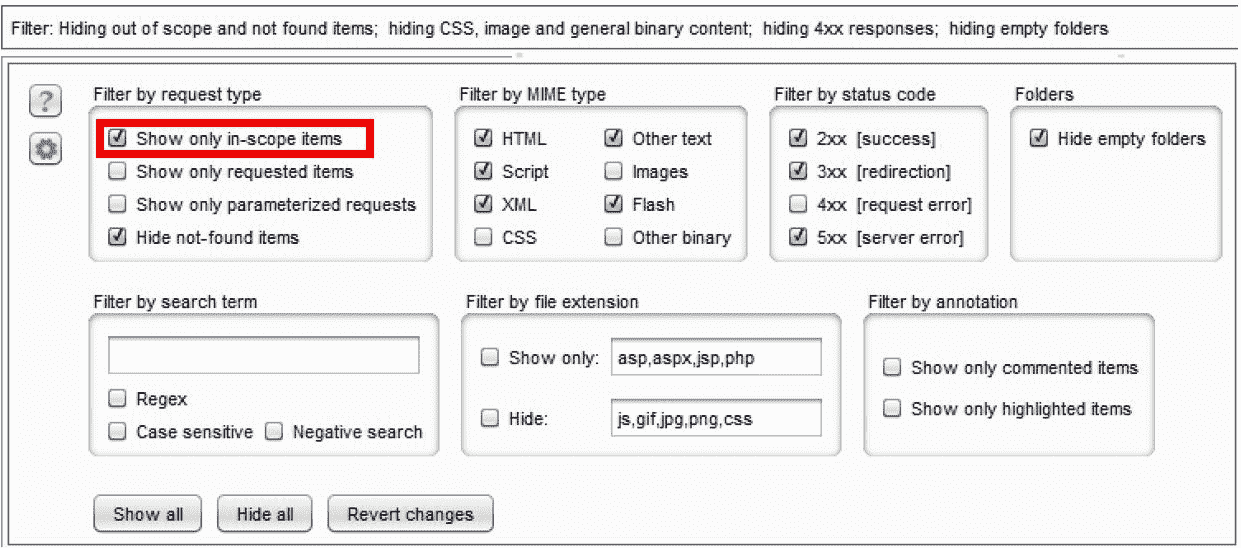 Filter: Hiding out of scope and not found items; hiding CSS, image and general binary content; hiding 4xx responses; hiding empty folders
?
Filter by request type
Show only in-scope items
Show only requested items
Show only parameterized requests
Hide not-found items
Filter by MIME type
HTML
Other text
Script
Images
XML
Flash
CSS
Other binary
Filter by status code
2xx [success]
3xx [redirection]
4xx [request error]
5xx [server error]
Folders
Hide empty folders
Filter by search term
Regex
Case sensitive
Negative search
Filter by file extension
Show only: asp,aspx,jsp,php
Hide: js,gif,jpg,png,css
Filter by annotation
Show only commented items
Show only highlighted items
Show all
Hide all
Revert changes